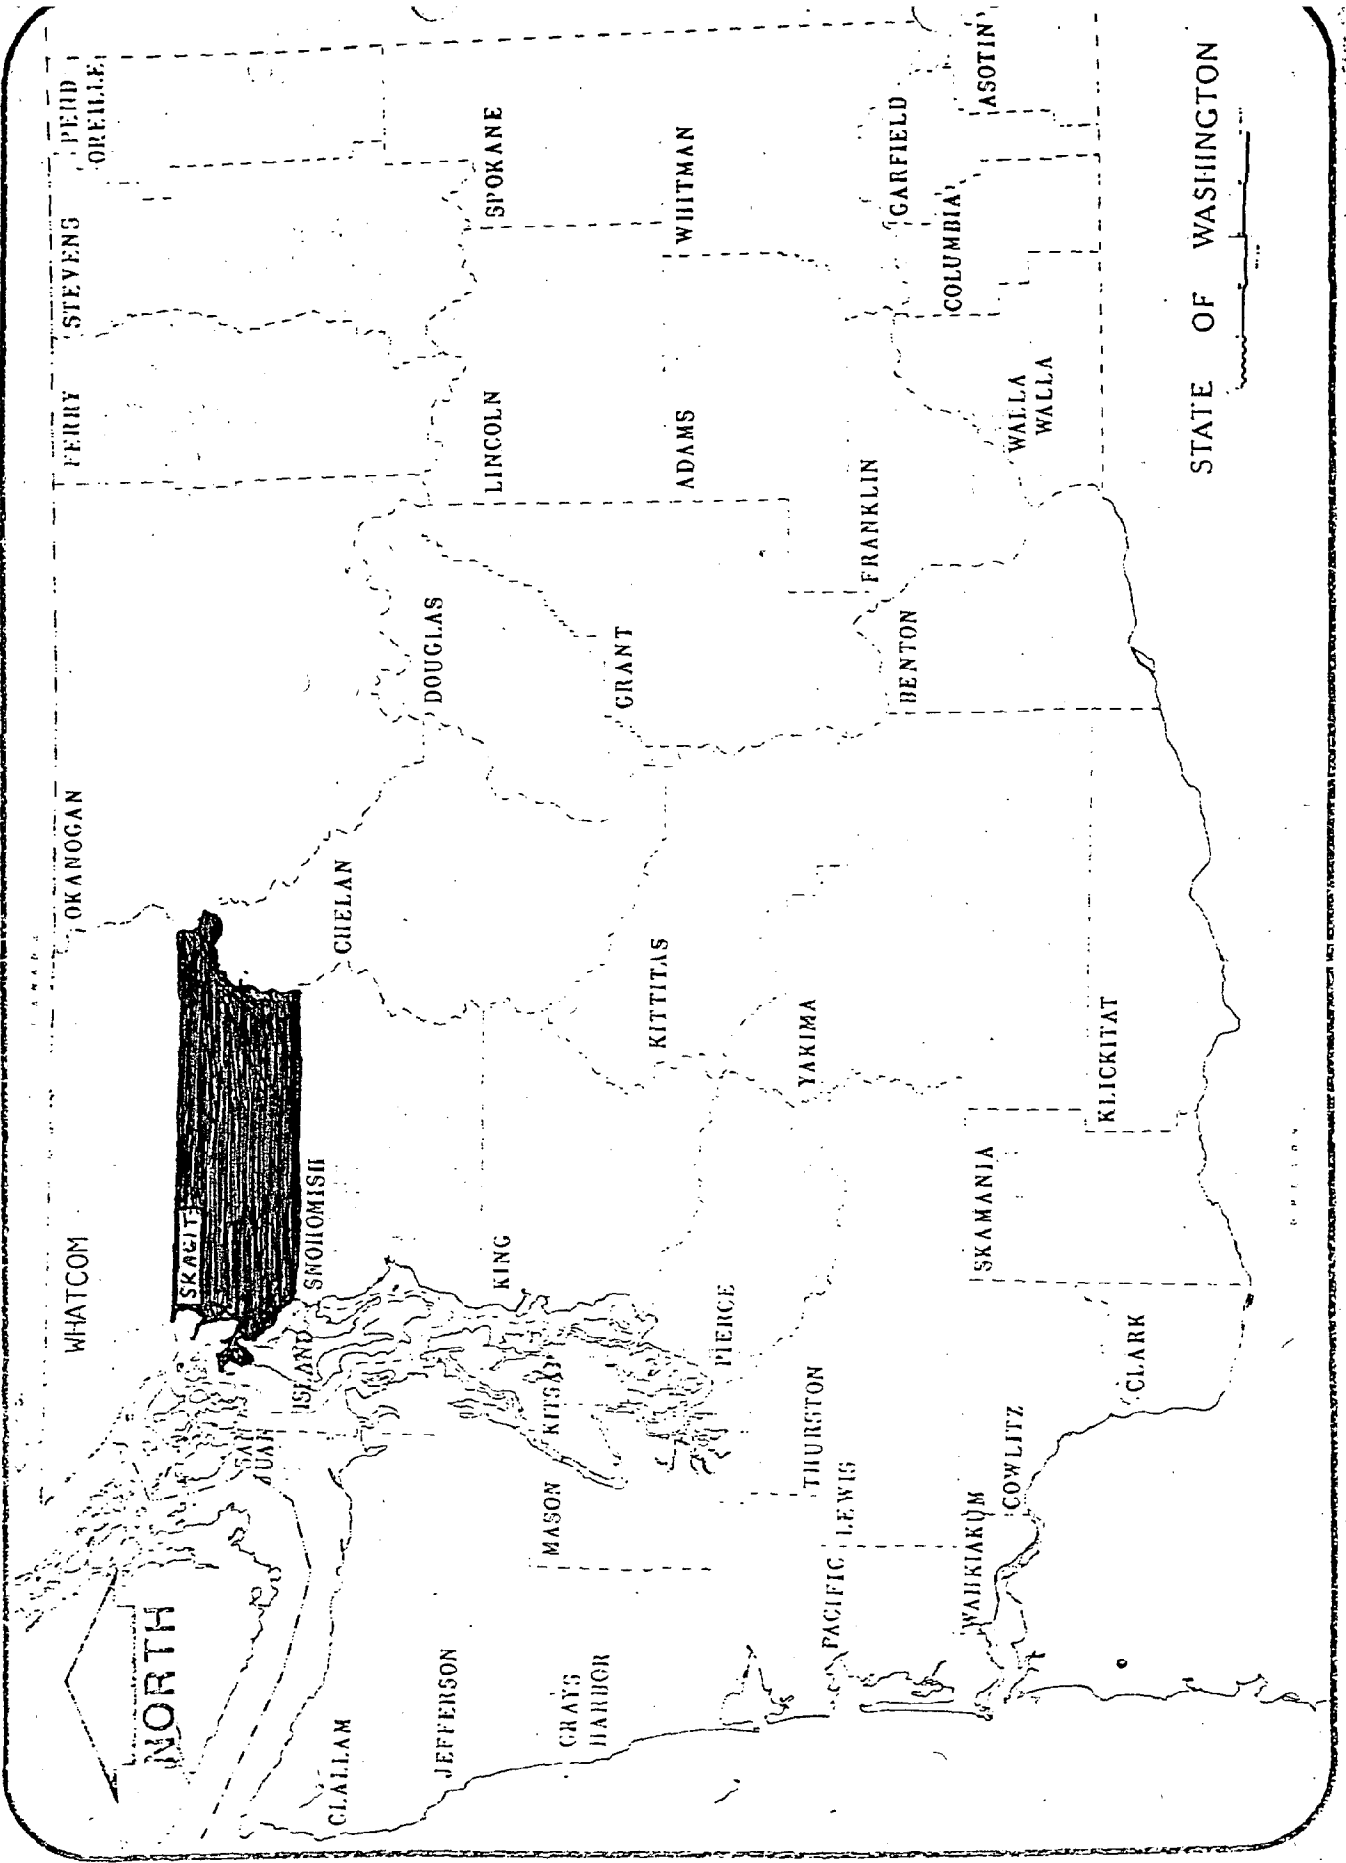 WHATCOM
OKANOGAN
FERRY
STEVENS
PEND
OREILLE
SKAGIT
SAN
JUAN
ISLAND
SNOHOMISH
CHELAN
DOUGLAS
LINCOLN
SPOKANE
NORTH
CLALLAM
JEFFERSON
KITSAP
KING
GRANT
ADAMS
WHITMAN
GRAYS
HARBOR
MASON
PIERCE
KITTITAS
THURSTON
YAKIMA
BENTON
FRANKLIN
GARFIELD
COLUMBIA
ASOTIN
PACIFIC
LEWIS
WALLA
WALLA
WAHKIAKUM
COWLITZ
SKAMANIA
CLARK
KLICKITAT
STATE OF WASHINGTON